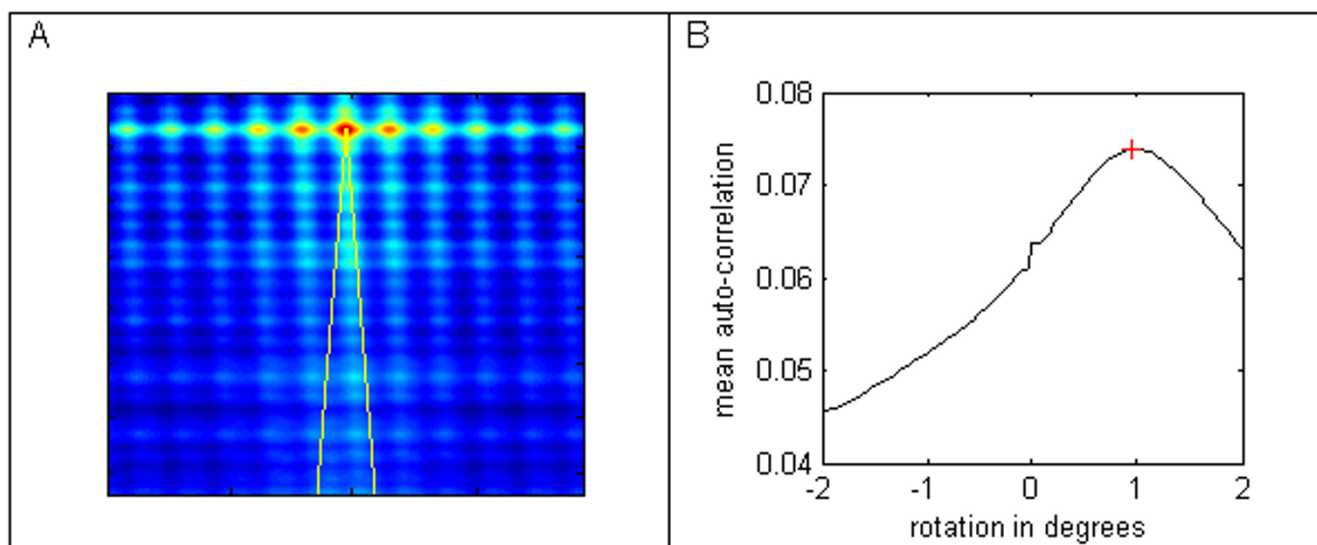 A
B
0.08
0.07
0.06
0.05
0.04
mean auto-correlation
-2 -1 0 1 2
rotation in degrees